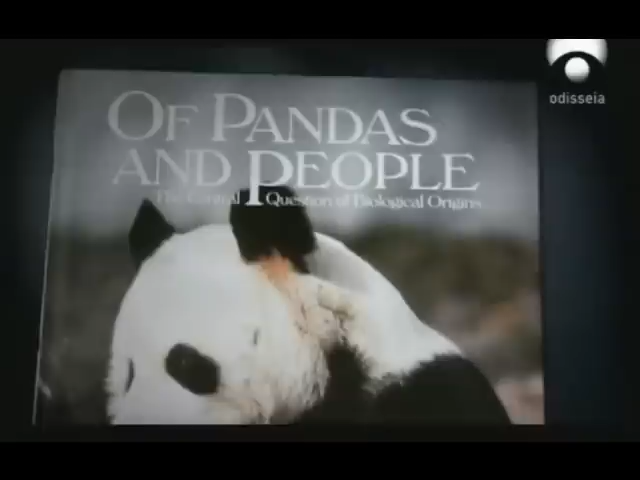 OF PANDAS
AND PEOPLE
The Central Question of Biological Origins
odisseia